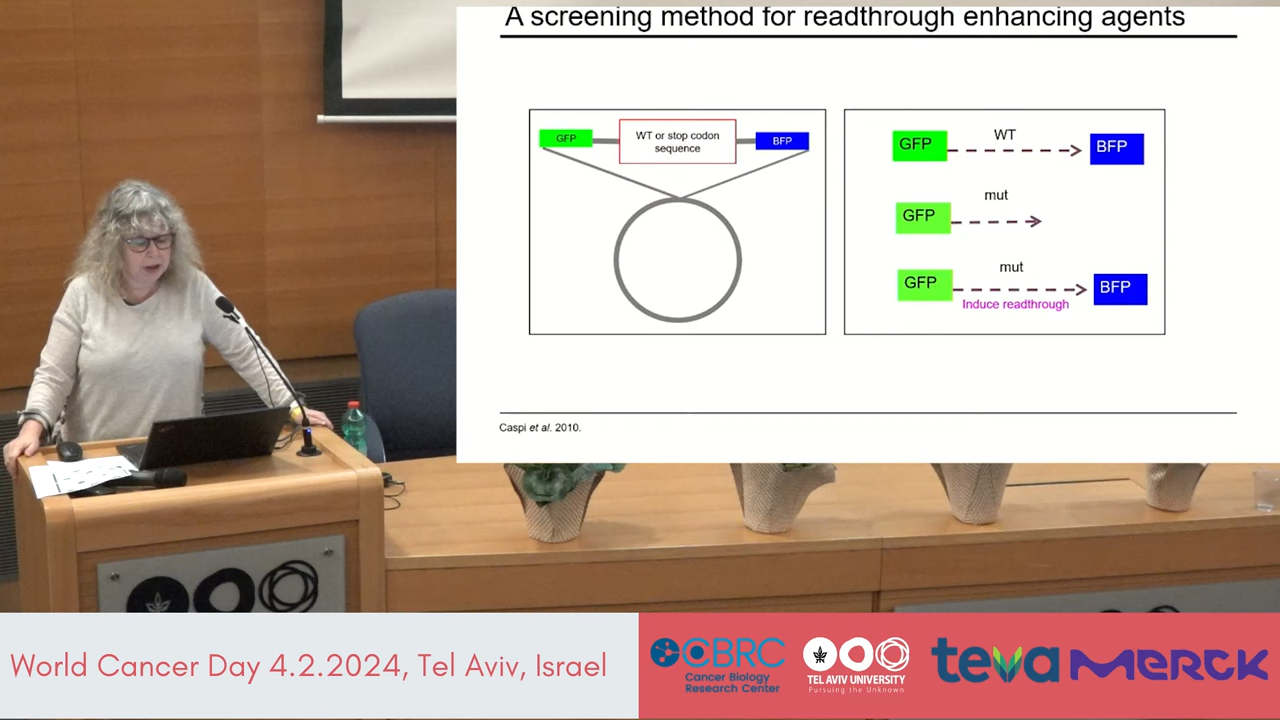 A screening method for readthrough enhancing agents
GFP
WT or stop codon
sequence
BFP
GFP
WT
BFP
GFP
mut
GFP
mut
Induce readthrough
BFP
Caspi et al. 2010.
World Cancer Day 4.2.2024, Tel Aviv, Israel
CBRC
Cancer Biology
Research Center
TEL AVIV UNIVERSITY
Pursuing the Unknown
teva
MERCK